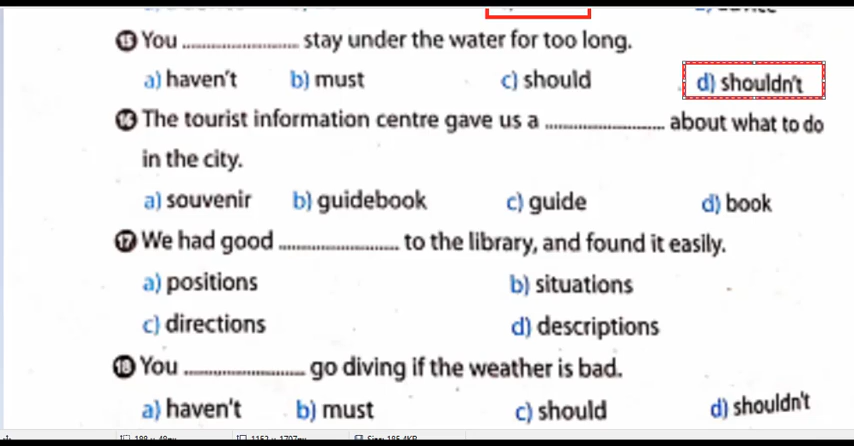 15 You .................... stay under the water for too long.
a) haven't b) must c) should d) shouldn't
16 The tourist information centre gave us a .................... about what to do
in the city.
a) souvenir b) guidebook c) guide d) book
17 We had good .................... to the library, and found it easily.
a) positions b) situations
c) directions d) descriptions
18 You .................... go diving if the weather is bad.
a) haven't b) must c) should d) shouldn't